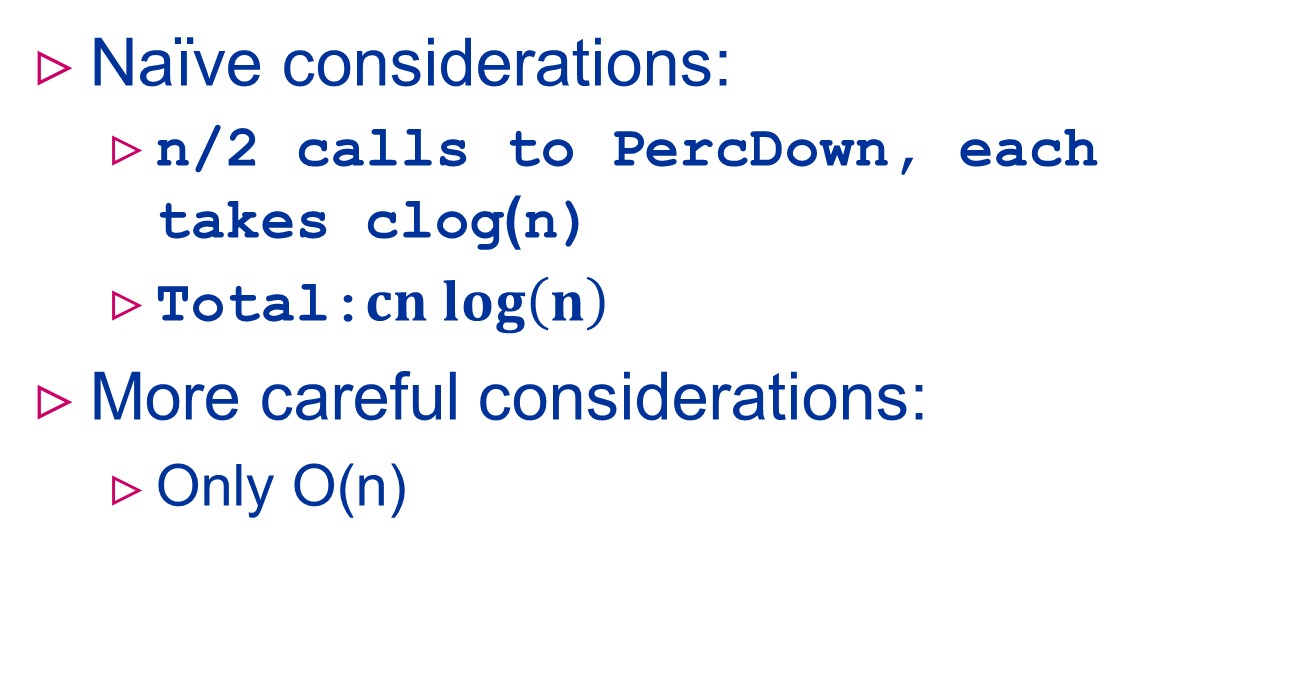 Naïve considerations:
n/2 calls to PercDown, each
takes clog(n)
Total:cn log(n)
More careful considerations:
Only O(n)